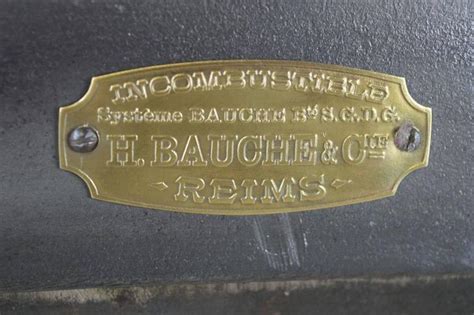 INCOMBUSTIBLE
Système BAUCHE Bté S.G.D.G.
H. BAUCHE & CIE
REIMS